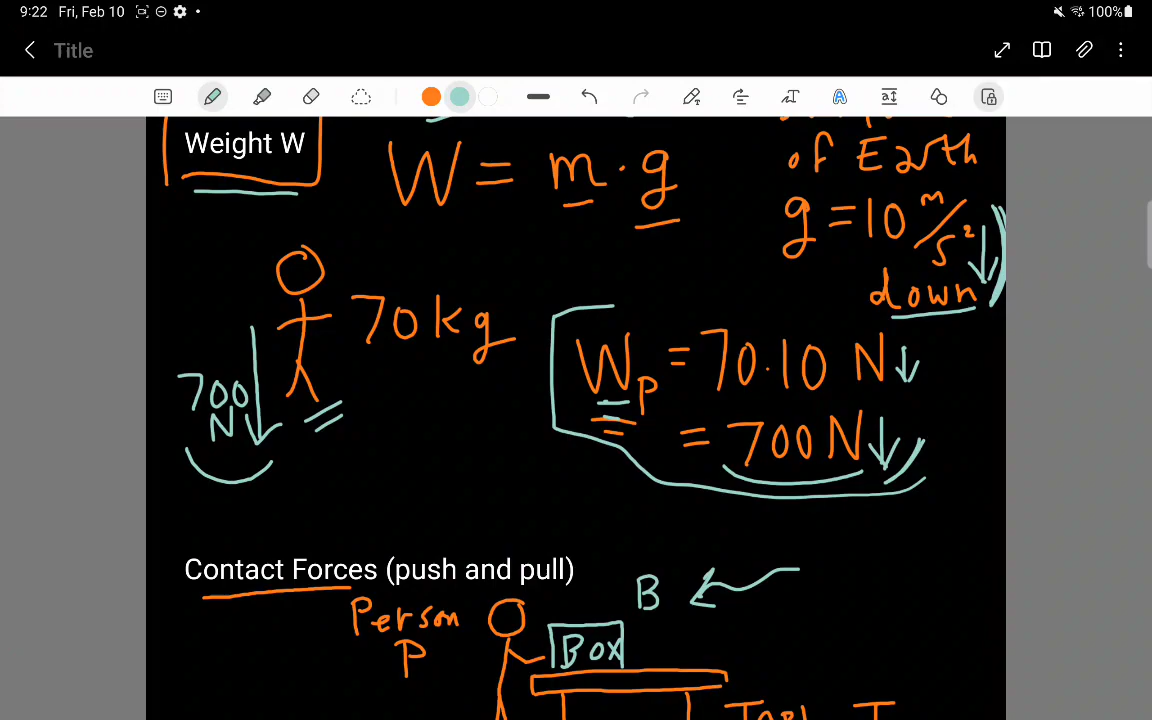 9:22 Fri, Feb 10
100%
Title
Weight W
W = m · g
of Earth
g = 10 m/s²
down
70 kg
700
N
W_P = 70·10 N↓
= 700 N↓
Contact Forces (push and pull)
B
Person
P
Box